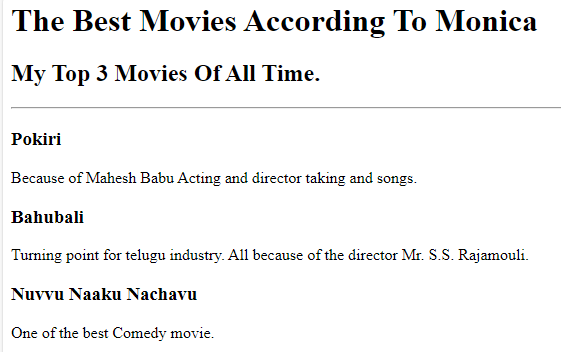 The Best Movies According To Monica
My Top 3 Movies Of All Time.
Pokiri
Because of Mahesh Babu Acting and director taking and songs.
Bahubali
Turning point for telugu industry. All because of the director Mr. S.S. Rajamouli.
Nuvvu Naaku Nachavu
One of the best Comedy movie.